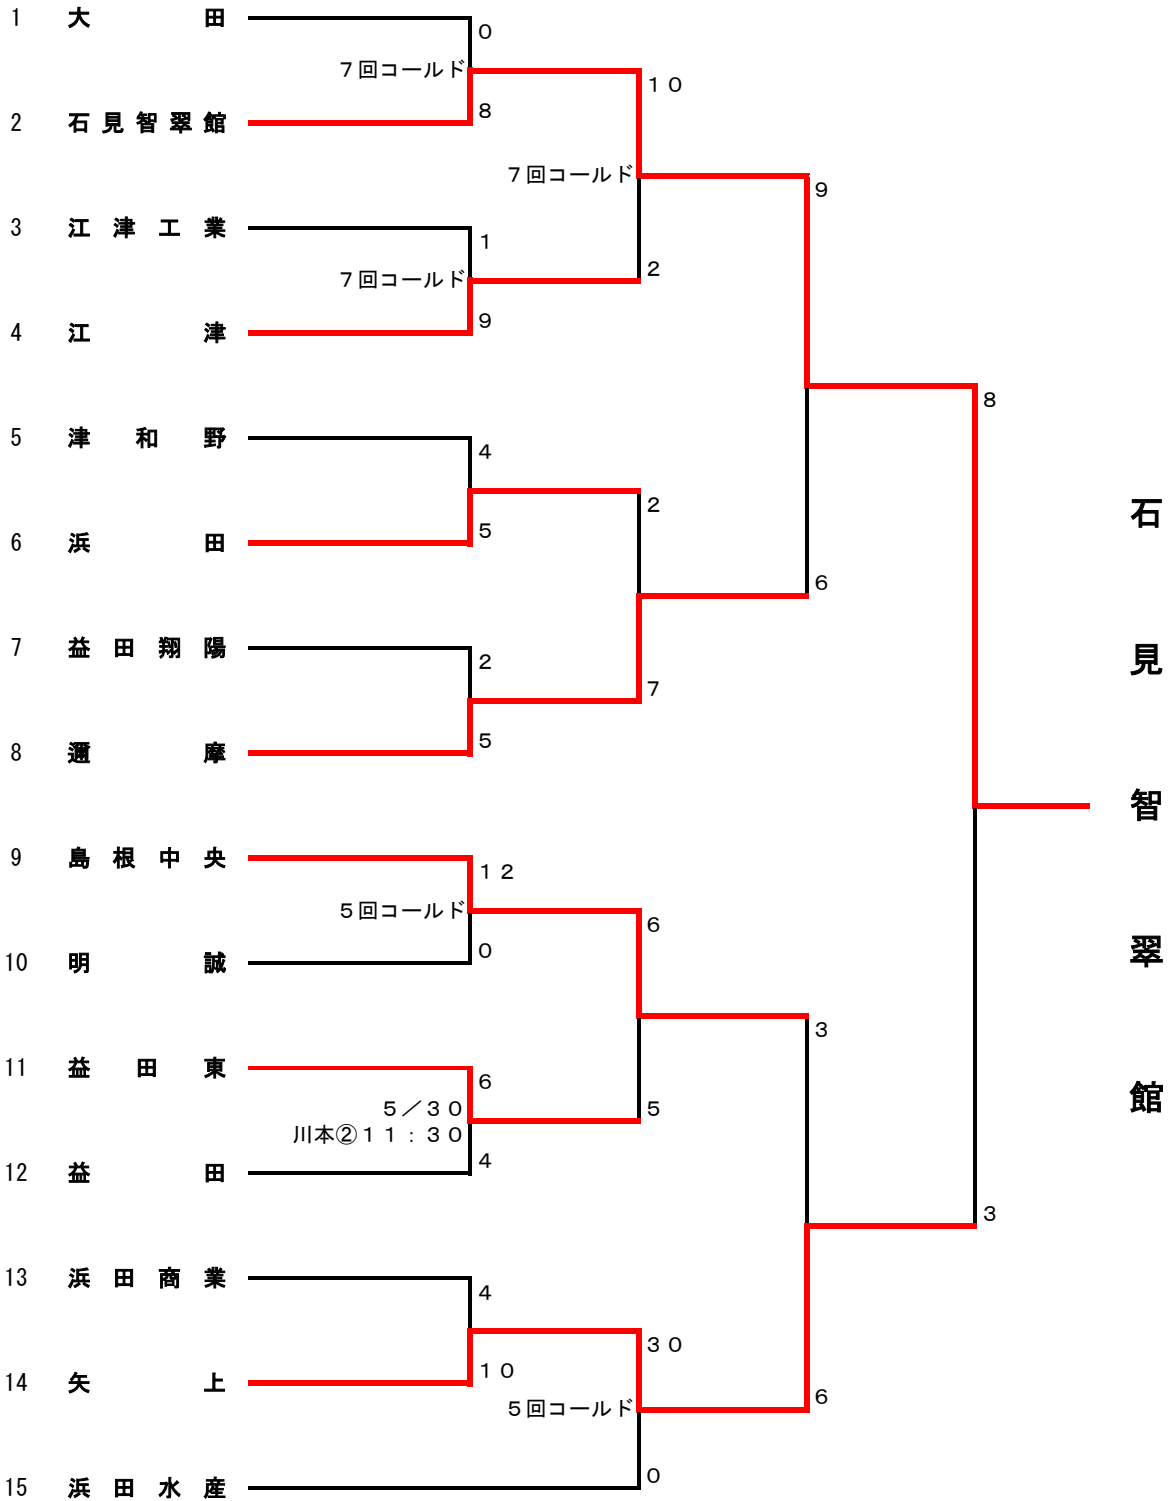 1 大田
0
7回コールド
10
2 石見智翠館
8
7回コールド
9
3 江津工業
1
7回コールド
2
4 江津
9
8
5 津和野
4
2
6 浜田
5
6
7 益田翔陽
2
7
8 邇摩
5
9 島根中央
12
5回コールド
6
10 明誠
0
3
11 益田東
6
5/30
川本②11:30
5
12 益田
4
3
13 浜田商業
4
30
14 矢上
10
5回コールド
6
15 浜田水産
0
石見智翠館